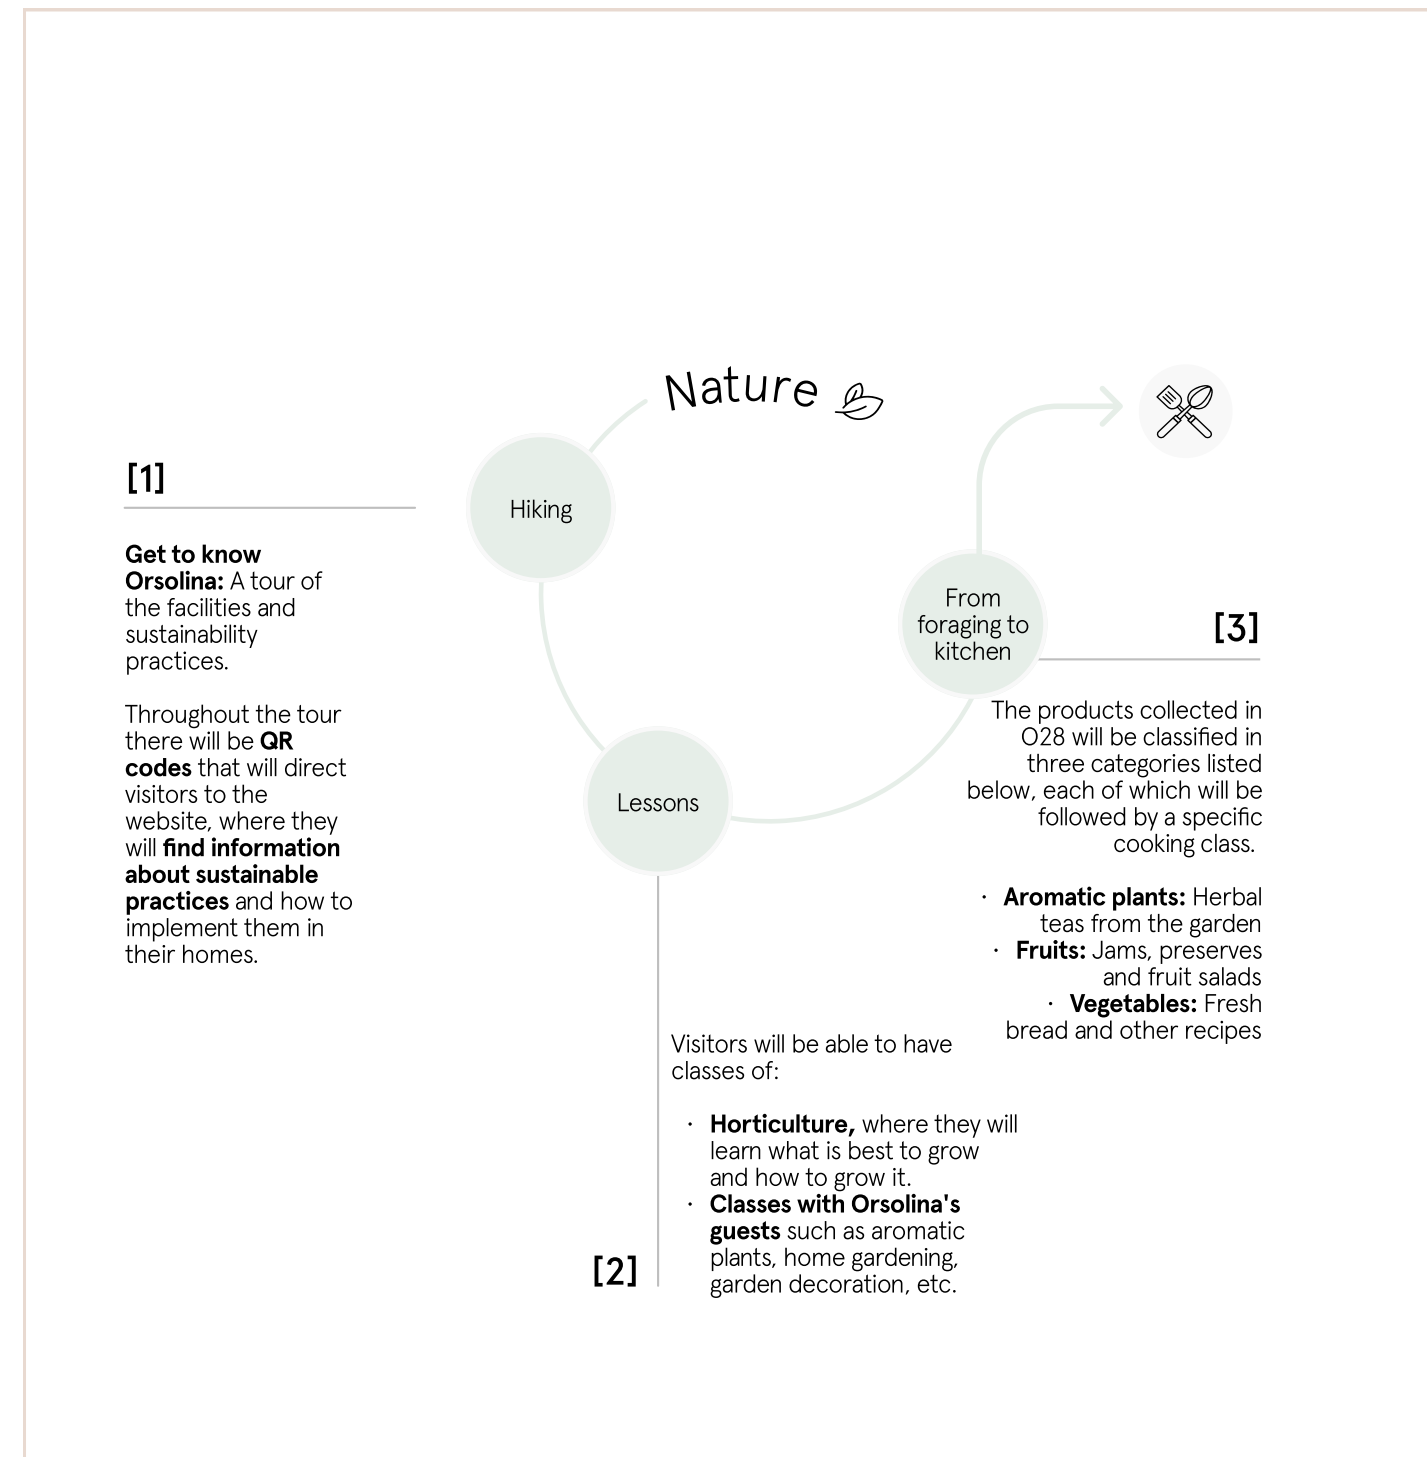 Nature
Hiking
[1]
Get to know
Orsolina: A tour of
the facilities and
sustainability
practices.
Throughout the tour
there will be QR
codes that will direct
visitors to the
website, where they
will find information
about sustainable
practices and how to
implement them in
their homes.
Lessons
[2]
Visitors will be able to have
classes of:
· Horticulture, where they will
learn what is best to grow
and how to grow it.
· Classes with Orsolina's
guests such as aromatic
plants, home gardening,
garden decoration, etc.
From
foraging to
kitchen
[3]
The products collected in
O28 will be classified in
three categories listed
below, each of which will be
followed by a specific
cooking class.
· Aromatic plants: Herbal
teas from the garden
· Fruits: Jams, preserves
and fruit salads
· Vegetables: Fresh
bread and other recipes